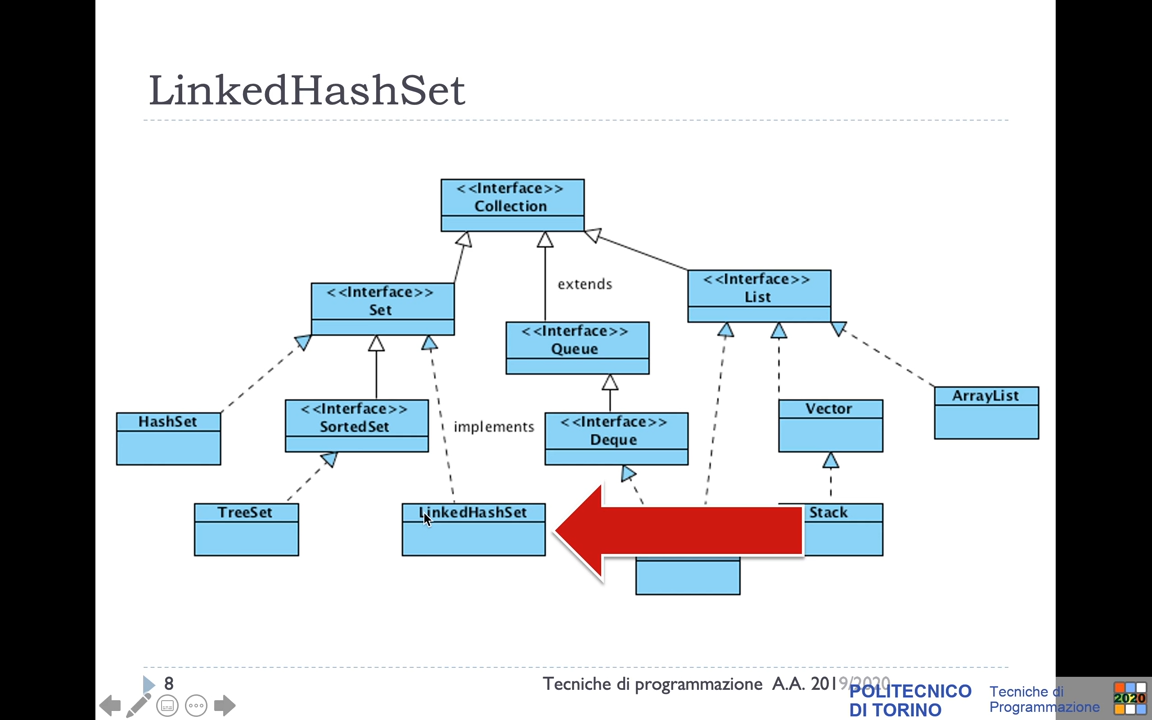 LinkedHashSet
<<Interface>>
Collection
extends
<<Interface>>
List
<<Interface>>
Set
<<Interface>>
Queue
ArrayList
<<Interface>>
SortedSet
Vector
HashSet
implements
<<Interface>>
Deque
TreeSet
LinkedHashSet
Stack
8
Tecniche di programmazione A.A. 2019/2020
POLITECNICO
DI TORINO
Tecniche di
Programmazione
2020